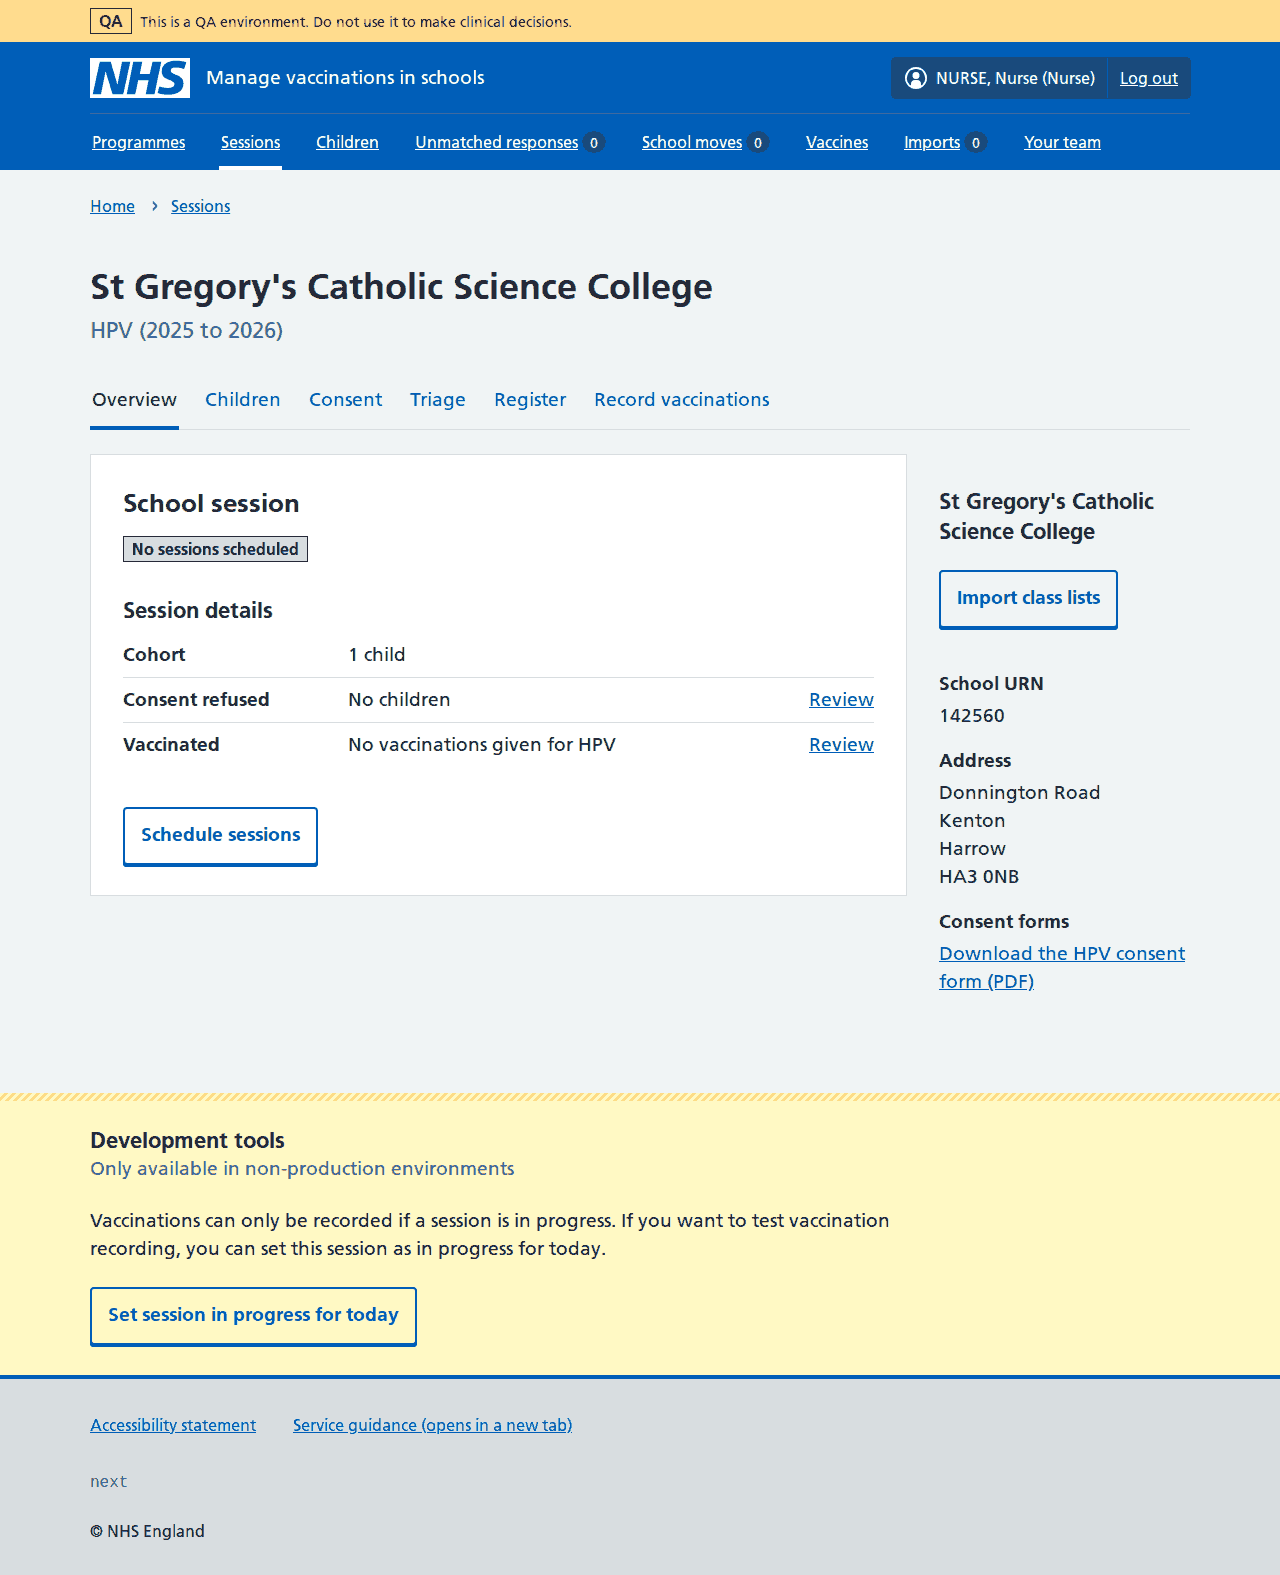 QA This is a QA environment. Do not use it to make clinical decisions.
NHS Manage vaccinations in schools NURSE, Nurse (Nurse) Log out
Programmes Sessions Children Unmatched responses 0 School moves 0 Vaccines Imports 0 Your team
Home › Sessions
St Gregory's Catholic Science College
HPV (2025 to 2026)
Overview Children Consent Triage Register Record vaccinations
School session
No sessions scheduled
Session details
Cohort 1 child
Consent refused No children Review
Vaccinated No vaccinations given for HPV Review
Schedule sessions
St Gregory's Catholic
Science College
Import class lists
School URN
142560
Address
Donnington Road
Kenton
Harrow
HA3 0NB
Consent forms
Download the HPV consent
form (PDF)
Development tools
Only available in non-production environments
Vaccinations can only be recorded if a session is in progress. If you want to test vaccination
recording, you can set this session as in progress for today.
Set session in progress for today
Accessibility statement Service guidance (opens in a new tab)
next
© NHS England